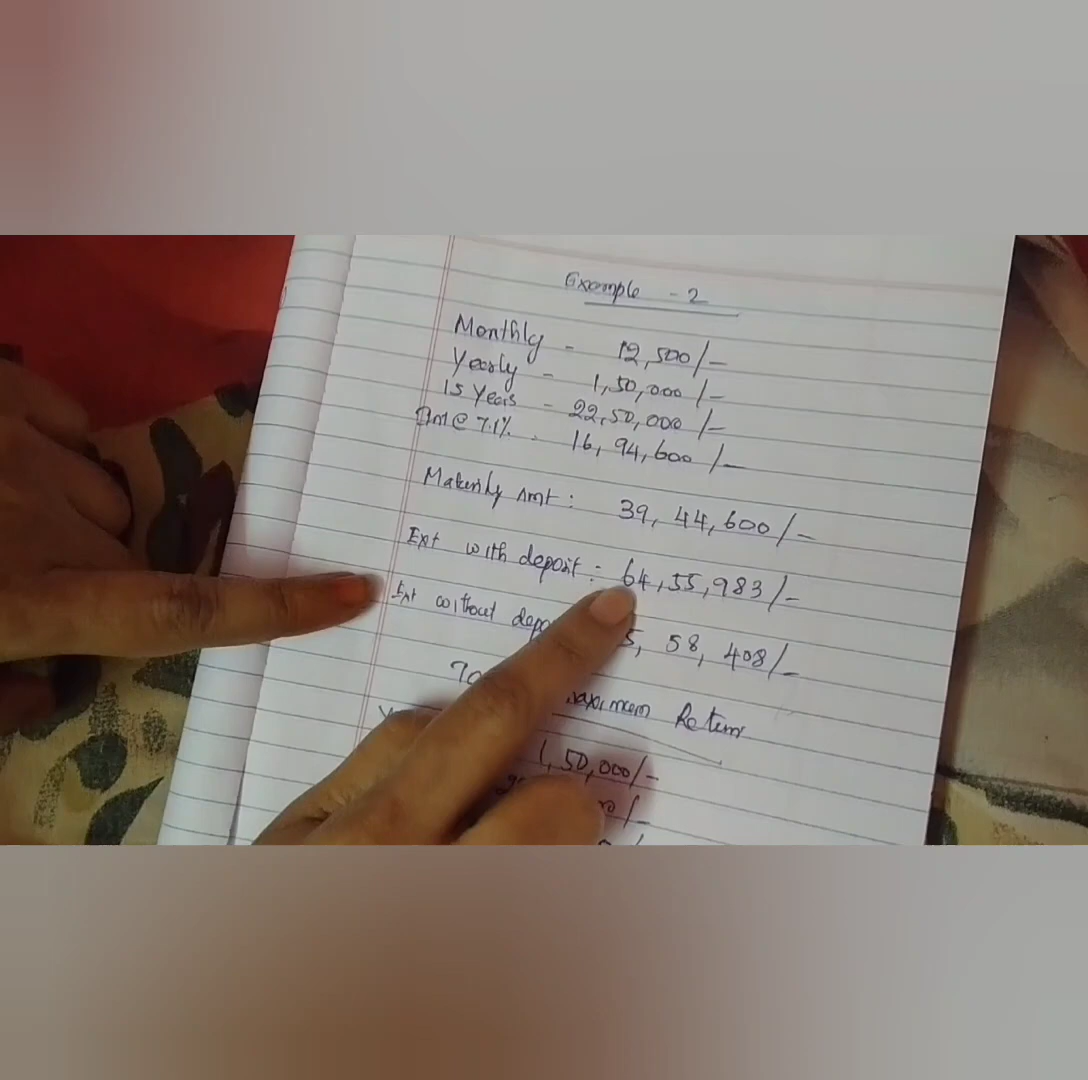 Example - 2
Monthly - 12,500/-
Yearly - 1,50,000/-
15 Years - 22,50,000/-
Int@ 7.1% - 16,94,600/-
Maturity Amt : 39,44,600/-
Ext with deposit : 64,55,983/-
Ext without 5, 58, 408/-
Return
1,50,000/-